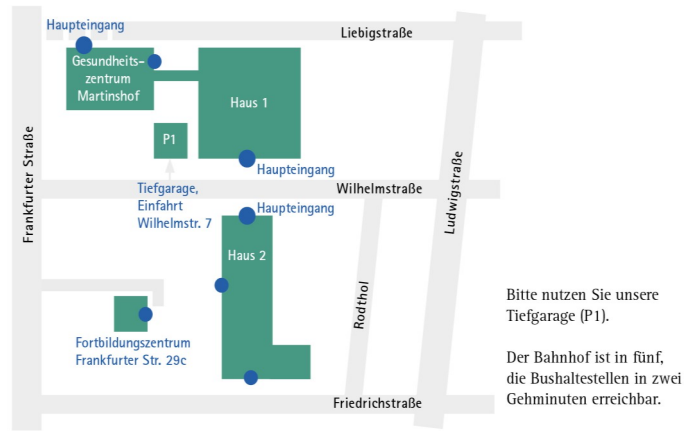 Haupteingang
Liebigstraße
Gesundheits-
zentrum
Martinshof
Haus 1
P1
Haupteingang
Frankfurter Straße
Tiefgarage,
Einfahrt
Wilhelmstr. 7
Wilhelmstraße
Haupteingang
Ludwigstraße
Haus 2
Rodthol
Fortbildungszentrum
Frankfurter Str. 29c
Friedrichstraße
Bitte nutzen Sie unsere
Tiefgarage (P1).
Der Bahnhof ist in fünf,
die Bushaltestellen in zwei
Gehminuten erreichbar.